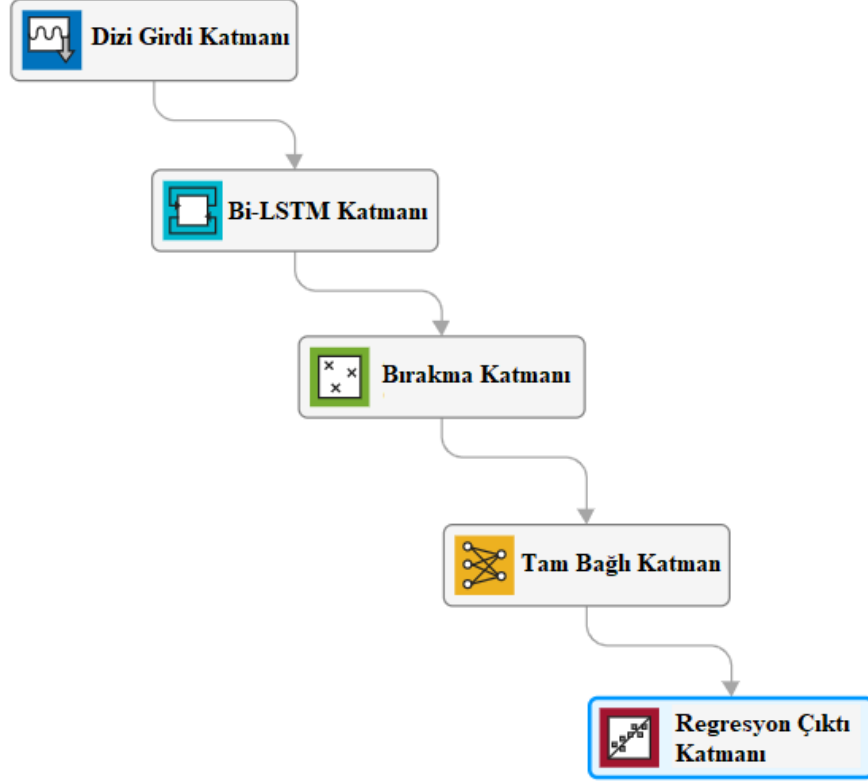 Dizi Girdi Katmanı
Bi-LSTM Katmanı
Bırakma Katmanı
Tam Bağlı Katman
Regresyon Çıktı
Katmanı